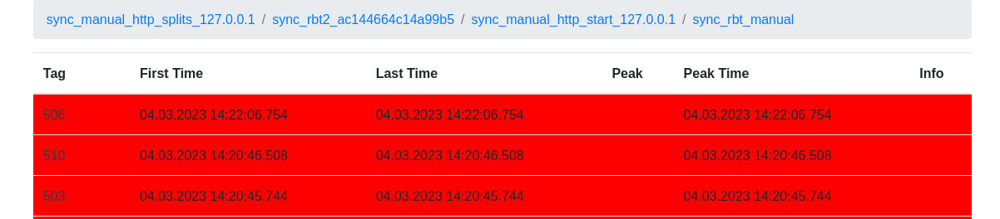 sync_manual_http_splits_127.0.0.1 / sync_rbt2_ac144664c14a99b5 / sync_manual_http_start_127.0.0.1 / sync_rbt_manual
Tag First Time Last Time Peak Peak Time Info
506 04.03.2023 14:22:06.754 04.03.2023 14:22:06.754 04.03.2023 14:22:06.754
510 04.03.2023 14:20:46.508 04.03.2023 14:20:46.508 04.03.2023 14:20:46.508
503 04.03.2023 14:20:45.744 04.03.2023 14:20:45.744 04.03.2023 14:20:45.744